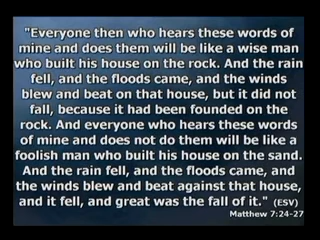 "Everyone then who hears these words of
mine and does them will be like a wise man
who built his house on the rock. And the rain
fell, and the floods came, and the winds
blew and beat on that house, but it did not
fall, because it had been founded on the
rock. And everyone who hears these words
of mine and does not do them will be like a
foolish man who built his house on the sand.
And the rain fell, and the floods came, and
the winds blew and beat against that house,
and it fell, and great was the fall of it." (ESV)
Matthew 7:24-27